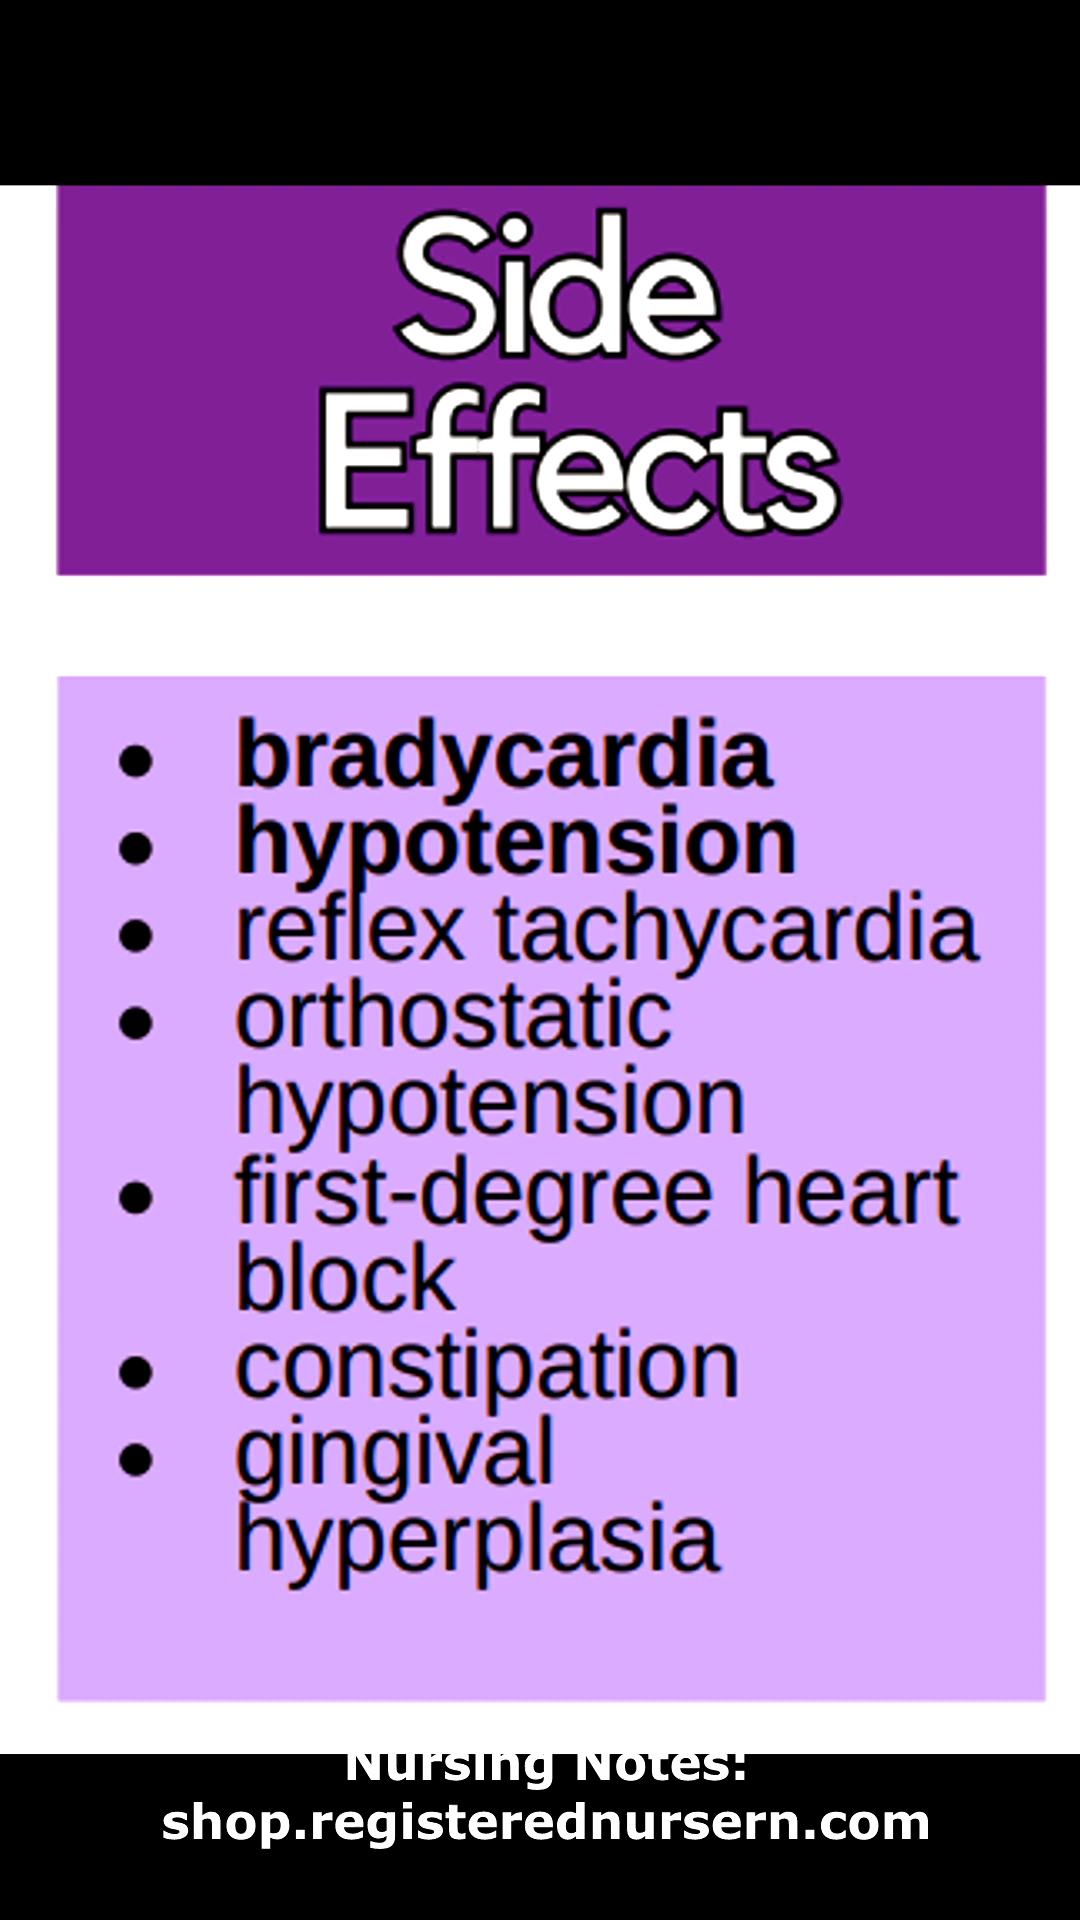 Side
Effects
• bradycardia
• hypotension
• reflex tachycardia
• orthostatic
hypotension
• first-degree heart
block
• constipation
• gingival
hyperplasia
Nursing Notes:
shop.registerednursern.com